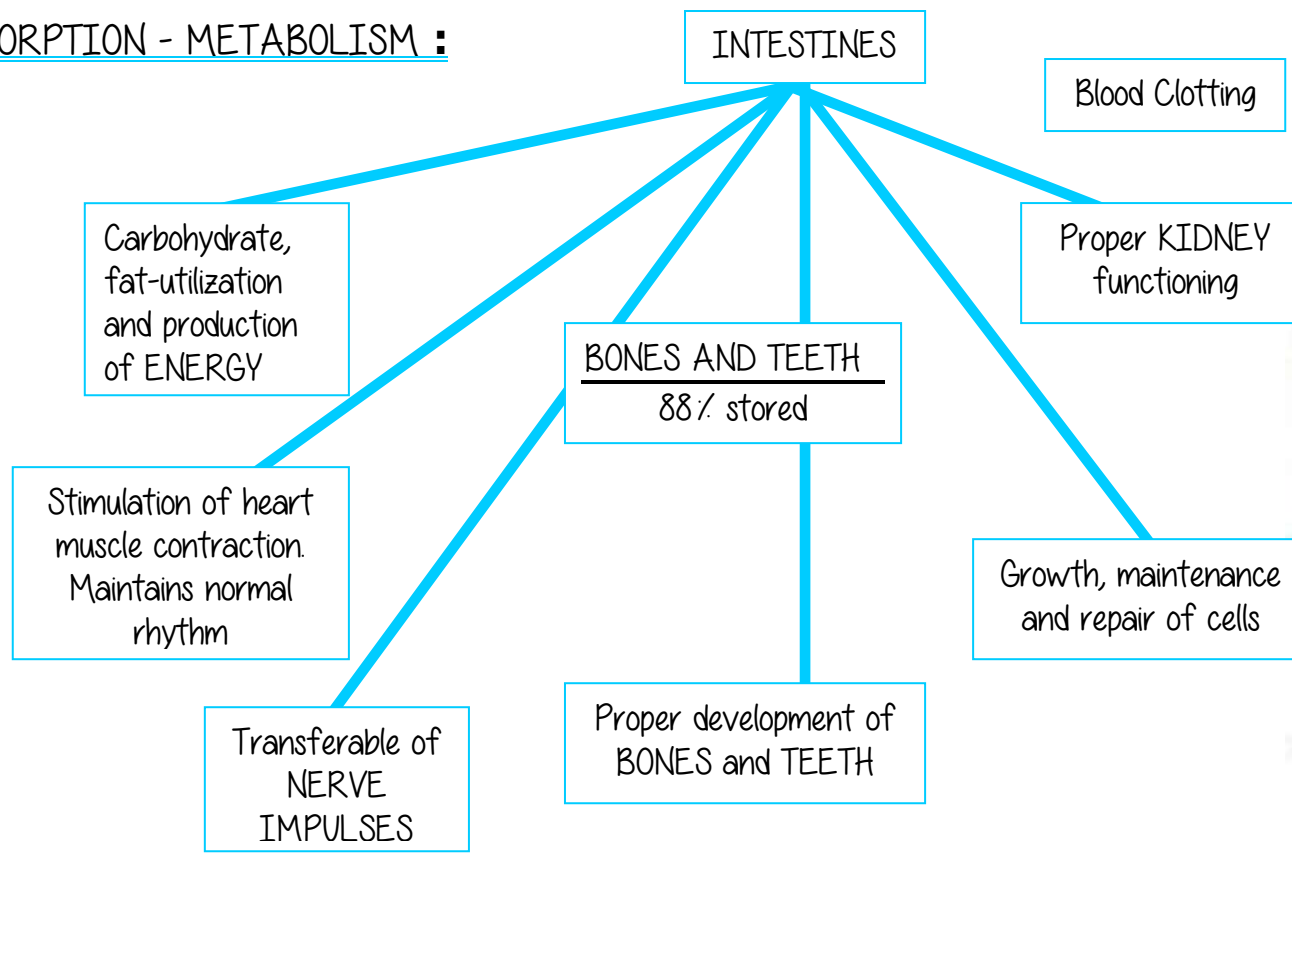 ORPTION - METABOLISM :
INTESTINES
Blood Clotting
Carbohydrate,
fat-utilization
and production
of ENERGY
Proper KIDNEY
functioning
BONES AND TEETH
88% stored
Stimulation of heart
muscle contraction.
Maintains normal
rhythm
Growth, maintenance
and repair of cells
Transferable of
NERVE
IMPULSES
Proper development of
BONES and TEETH